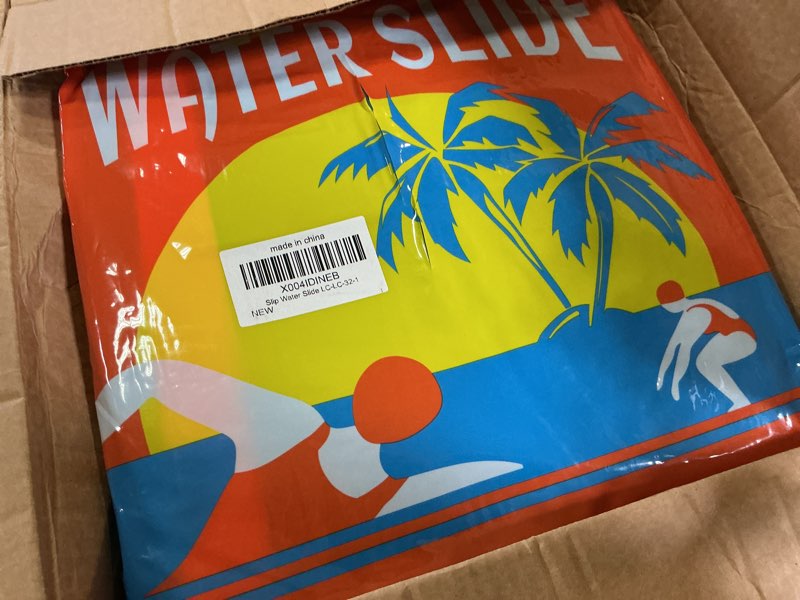 WATER SLIDE
made in china
X004IDINEB
Slip Water Slide LC-LC-32-1
NEW